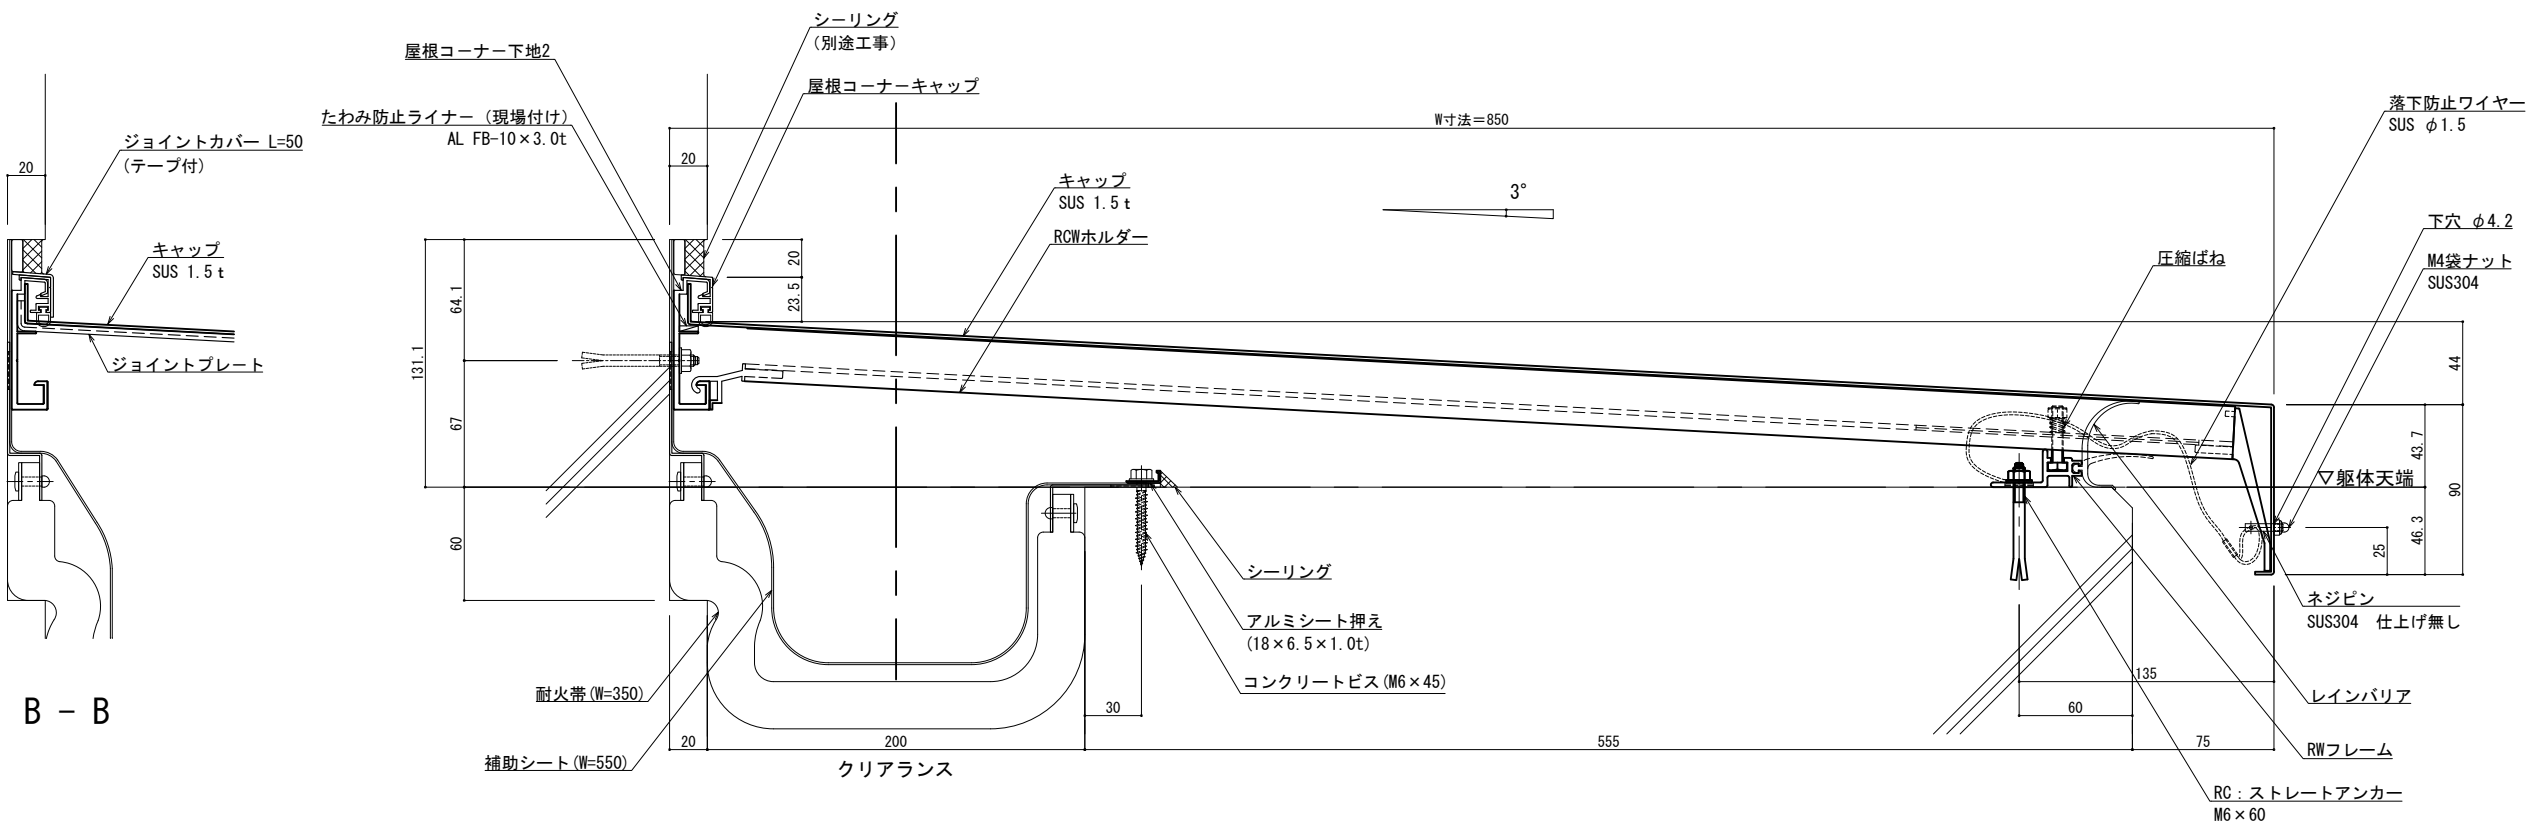 シーリング
(別途工事)
屋根コーナー下地2
屋根コーナーキャップ
たわみ防止ライナー (現場付け)
AL FB-10×3.0t
ジョイントカバー L=50
(テープ付)
20
キャップ
SUS 1.5t
ジョイントプレート
B － B
W寸法＝850
20
キャップ
SUS 1.5t
RCWホルダー
3°
落下防止ワイヤー
SUS φ1.5
下穴 φ4.2
M4袋ナット
SUS304
圧縮ばね
20
23.5
64.1
131.1
67
60
44
43.7
▽躯体天端
90
46.3
25
シーリング
アルミシート押え
(18×6.5×1.0t)
コンクリートビス(M6×45)
ネジピン
SUS304 仕上げ無し
135
レインバリア
耐火帯(W=350)
補助シート(W=550)
30
60
20
200
555
75
クリアランス
RWフレーム
RC：ストレートアンカー
M6×60